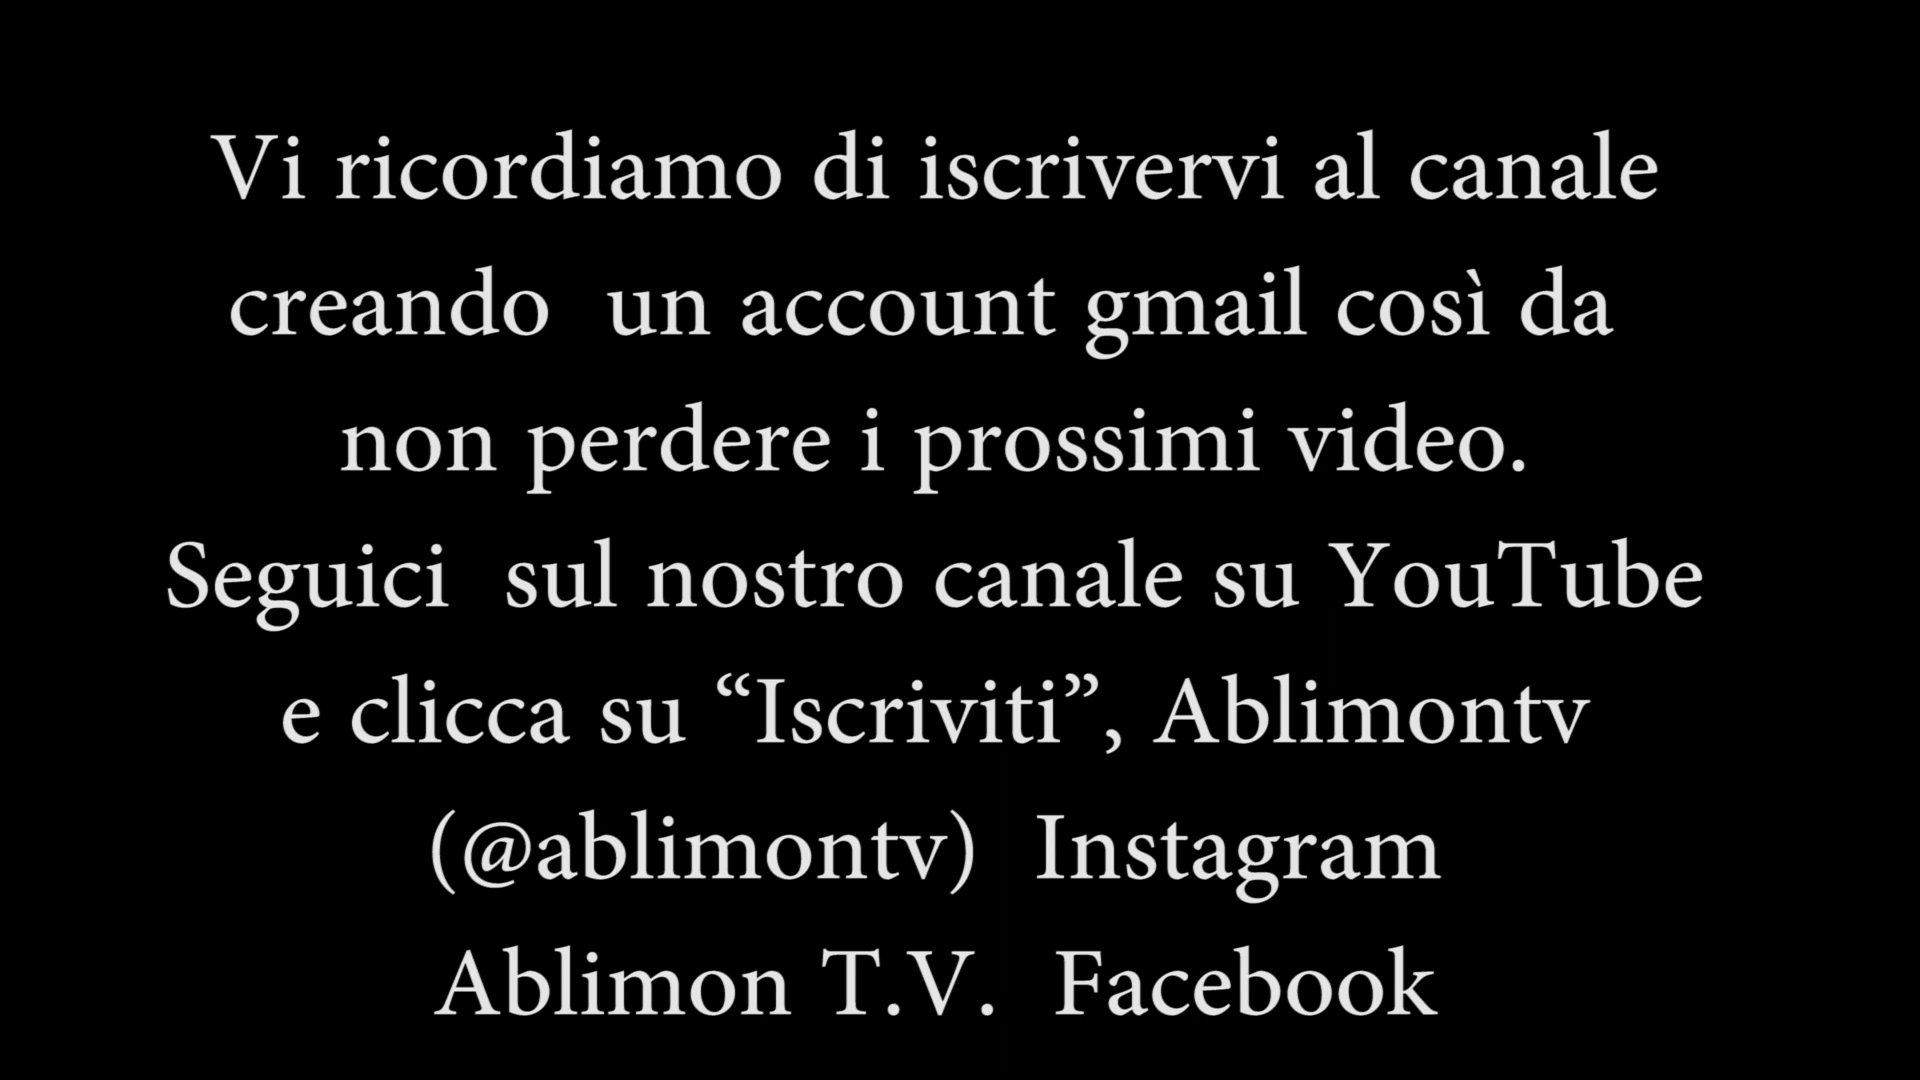 Vi ricordiamo di iscrivervi al canale
creando  un account gmail così da
non perdere i prossimi video.
Seguici  sul nostro canale su YouTube
e clicca su “Iscriviti”, Ablimontv
(@ablimontv)  Instagram
Ablimon T.V.  Facebook